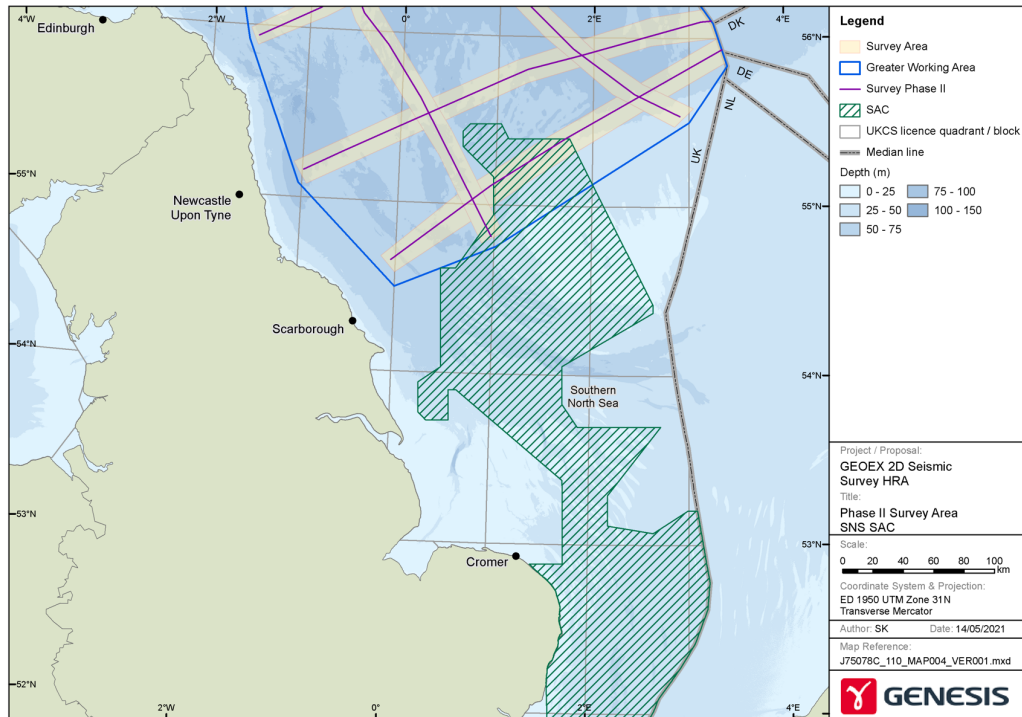 4°W
2°W
0°
2°E
4°E
Edinburgh
56°N
56°N
DK
DE
NL
UK
55°N
55°N
Newcastle
Upon Tyne
Scarborough
54°N
54°N
Southern
North Sea
53°N
53°N
Cromer
52°N
52°N
2°W
0°
2°E
4°E
Legend
Survey Area
Greater Working Area
Survey Phase II
SAC
UKCS licence quadrant / block
Median line
Depth (m)
0 - 25
75 - 100
25 - 50
100 - 150
50 - 75
Project / Proposal:
GEOEX 2D Seismic
Survey HRA
Title:
Phase II Survey Area
SNS SAC
Scale:
0 20 40 60 80 100
km
Coordinate System & Projection:
ED 1950 UTM Zone 31N
Transverse Mercator
Author: SK Date: 14/05/2021
Map Reference:
J75078C_110_MAP004_VER001.mxd
GENESIS